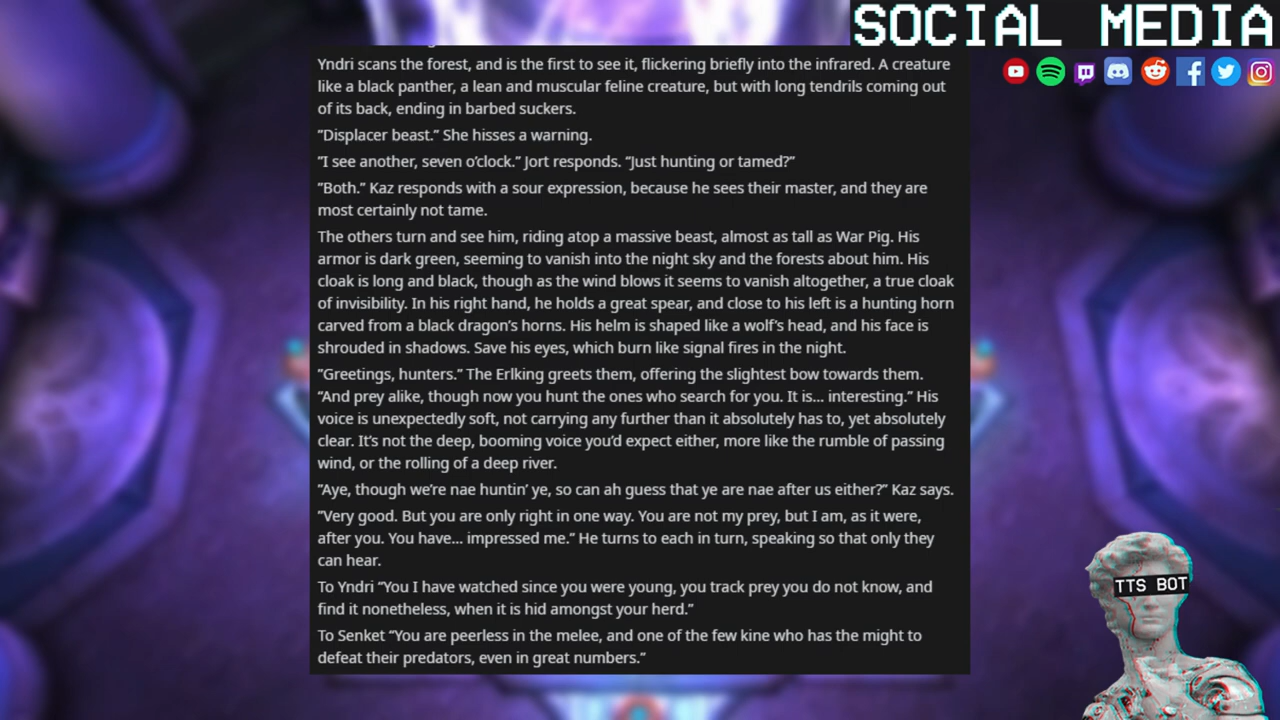 SOCIAL MEDIA
Yndri scans the forest, and is the first to see it, flickering briefly into the infrared. A creature
like a black panther, a lean and muscular feline creature, but with long tendrils coming out
of its back, ending in barbed suckers.
“Displacer beast.” She hisses a warning.
“I see another, seven o’clock.” Jort responds. “Just hunting or tamed?”
“Both.” Kaz responds with a sour expression, because he sees their master, and they are
most certainly not tame.
The others turn and see him, riding atop a massive beast, almost as tall as War Pig. His
armor is dark green, seeming to vanish into the night sky and the forests about him. His
cloak is long and black, though as the wind blows it seems to vanish altogether, a true cloak
of invisibility. In his right hand, he holds a great spear, and close to his left is a hunting horn
carved from a black dragon’s horns. His helm is shaped like a wolf’s head, and his face is
shrouded in shadows. Save his eyes, which burn like signal fires in the night.
“Greetings, hunters.” The Erlking greets them, offering the slightest bow towards them.
“And prey alike, though now you hunt the ones who search for you. It is... interesting.” His
voice is unexpectedly soft, not carrying any further than it absolutely has to, yet absolutely
clear. It’s not the deep, booming voice you’d expect either, more like the rumble of passing
wind, or the rolling of a deep river.
“Aye, though we’re nae huntin’ ye, so can ah guess that ye are nae after us either?” Kaz says.
“Very good. But you are only right in one way. You are not my prey, but I am, as it were,
after you. You have... impressed me.” He turns to each in turn, speaking so that only they
can hear.
To Yndri “You I have watched since you were young, you track prey you do not know, and
find it nonetheless, when it is hid amongst your herd.”
To Senket “You are peerless in the melee, and one of the few kine who has the might to
defeat their predators, even in great numbers.”
TTS BOT